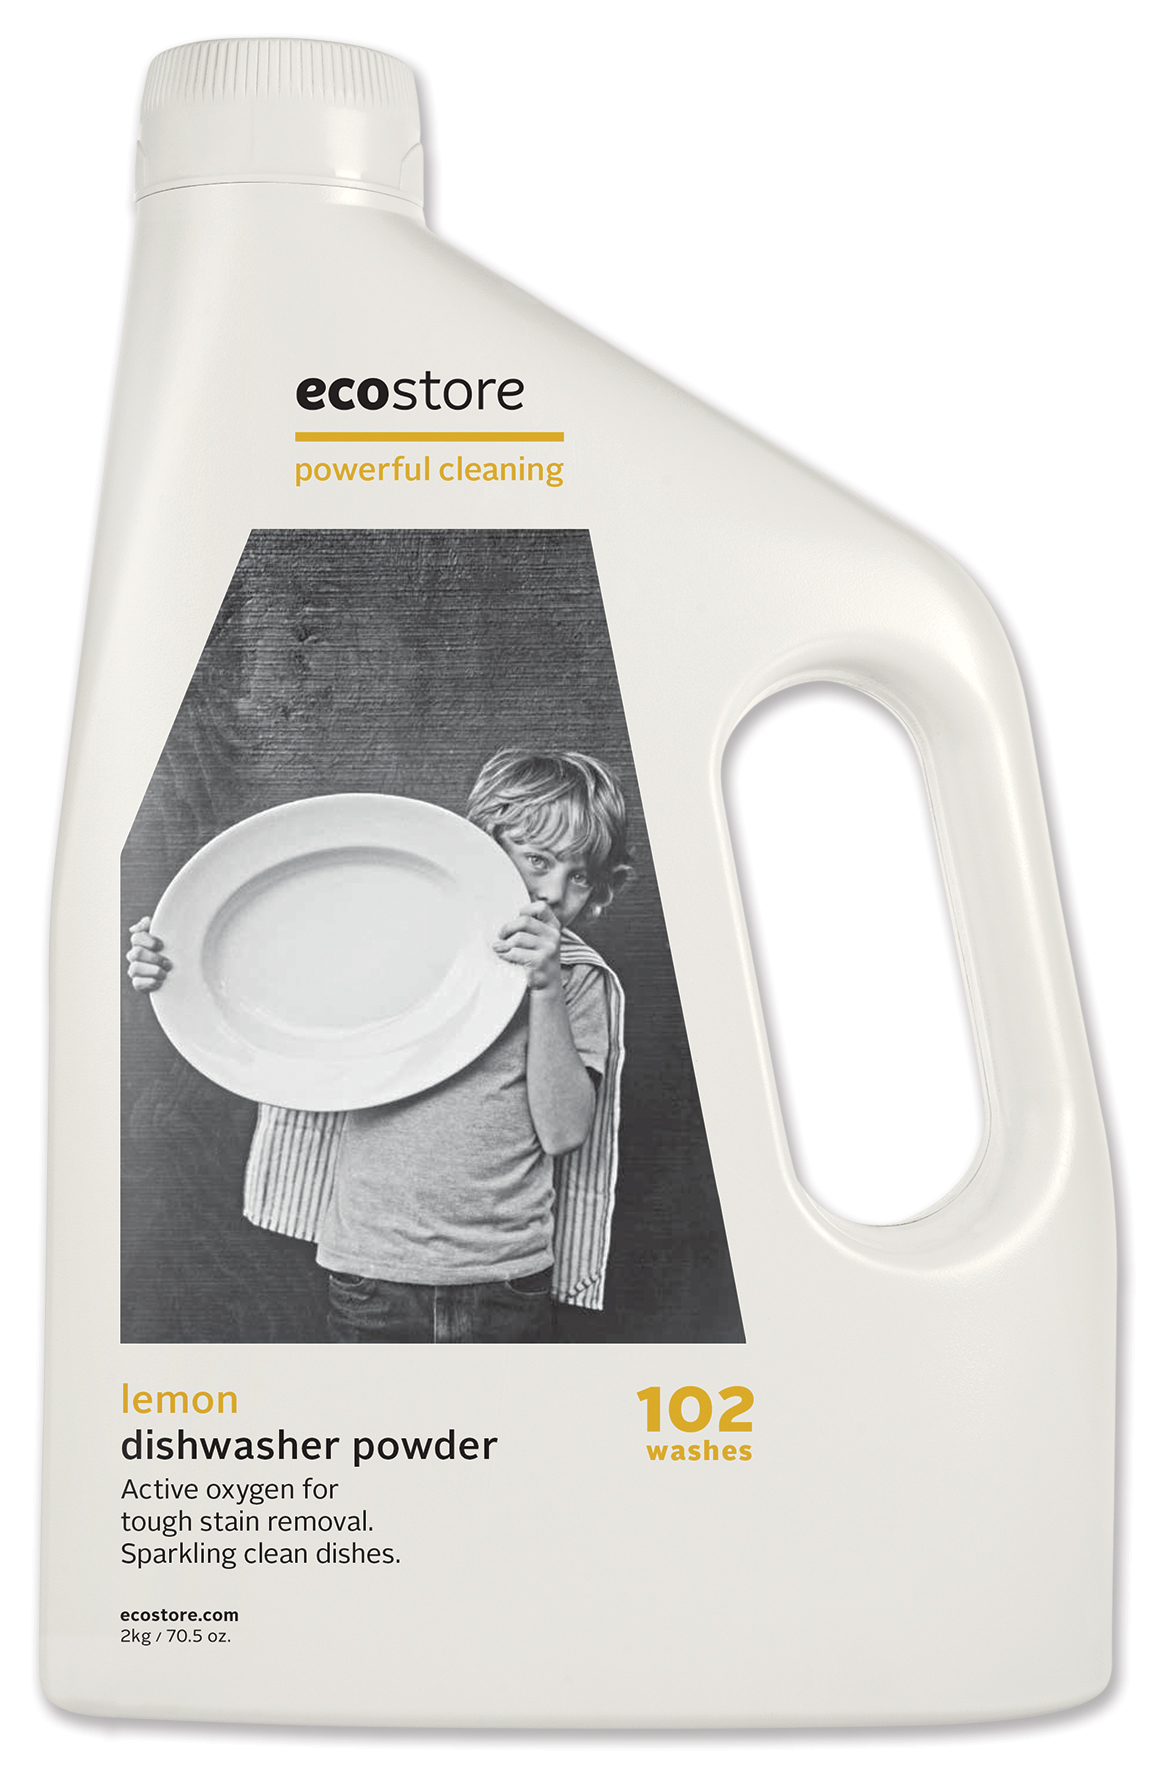 ecostore
powerful cleaning
lemon
dishwasher powder
Active oxygen for
tough stain removal.
Sparkling clean dishes.
ecostore.com
2kg / 70.5 oz.
102
washes